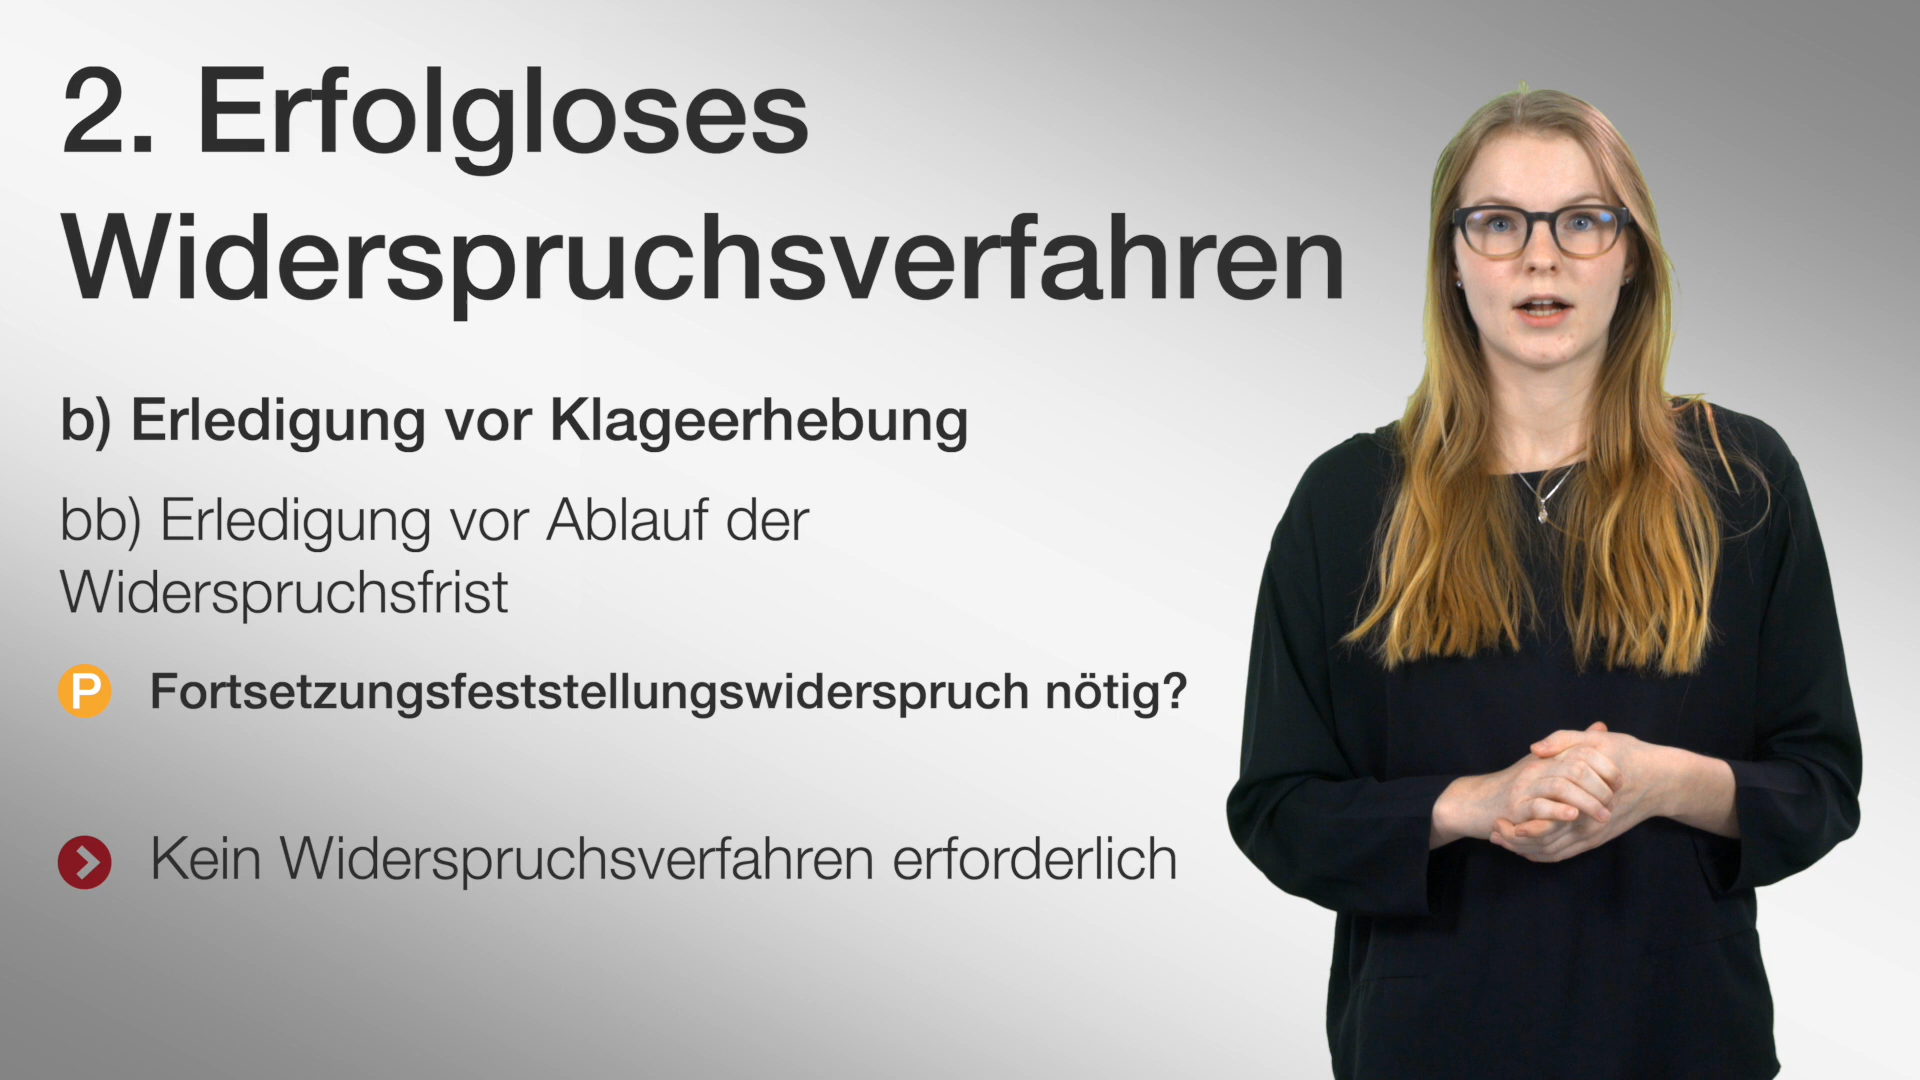 2. Erfolgloses
Widerspruchsverfahren
b) Erledigung vor Klageerhebung
bb) Erledigung vor Ablauf der
Widerspruchsfrist
P Fortsetzungsfeststellungswiderspruch nötig?
Kein Widerspruchsverfahren erforderlich